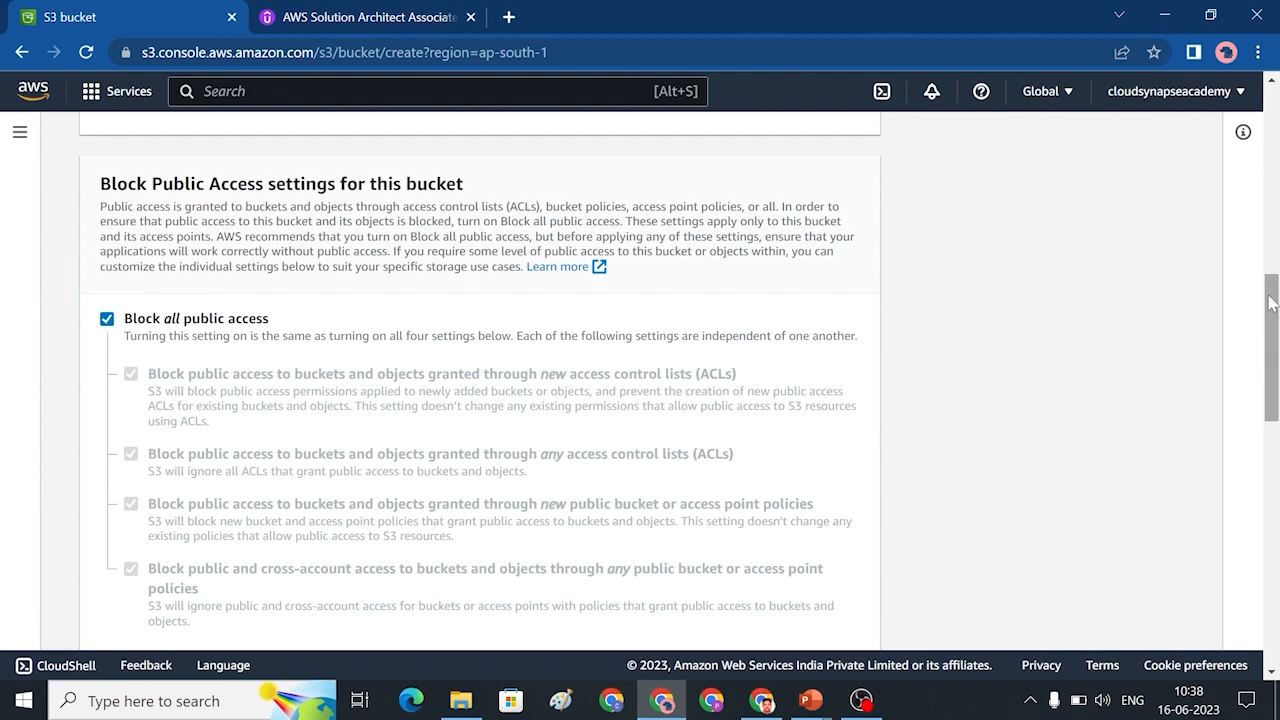 S3 bucket
AWS Solution Architect Associate
s3.console.aws.amazon.com/s3/bucket/create?region=ap-south-1
aws
Services
Search
[Alt+S]
Global
cloudsynapseacademy
Block Public Access settings for this bucket
Public access is granted to buckets and objects through access control lists (ACLs), bucket policies, access point policies, or all. In order to
ensure that public access to this bucket and its objects is blocked, turn on Block all public access. These settings apply only to this bucket
and its access points. AWS recommends that you turn on Block all public access, but before applying any of these settings, ensure that your
applications will work correctly without public access. If you require some level of public access to this bucket or objects within, you can
customize the individual settings below to suit your specific storage use cases. Learn more
Block all public access
Turning this setting on is the same as turning on all four settings below. Each of the following settings are independent of one another.
Block public access to buckets and objects granted through new access control lists (ACLs)
S3 will block public access permissions applied to newly added buckets or objects, and prevent the creation of new public access
ACLs for existing buckets and objects. This setting doesn't change any existing permissions that allow public access to S3 resources
using ACLs.
Block public access to buckets and objects granted through any access control lists (ACLs)
S3 will ignore all ACLs that grant public access to buckets and objects.
Block public access to buckets and objects granted through new public bucket or access point policies
S3 will block new bucket and access point policies that grant public access to buckets and objects. This setting doesn't change any
existing policies that allow public access to S3 resources.
Block public and cross-account access to buckets and objects through any public bucket or access point
policies
S3 will ignore public and cross-account access for buckets or access points with policies that grant public access to buckets and
objects.
CloudShell
Feedback
Language
© 2023, Amazon Web Services India Private Limited or its affiliates.
Privacy
Terms
Cookie preferences
Type here to search
ENG
10:38
16-06-2023